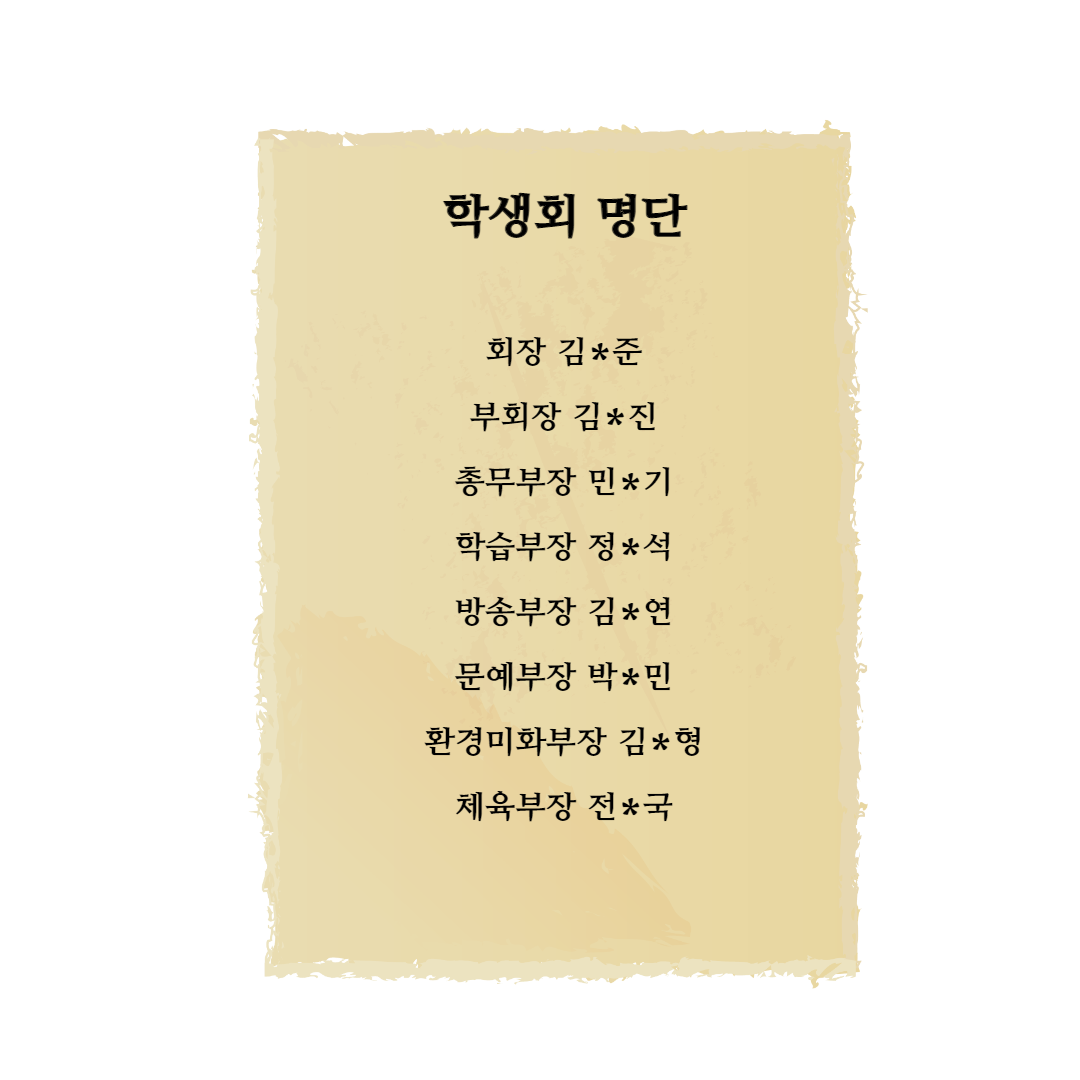 학생회 명단
회장 김*준
부회장 김*진
총무부장 민*기
학습부장 정*석
방송부장 김*연
문예부장 박*민
환경미화부장 김*형
체육부장 전*국